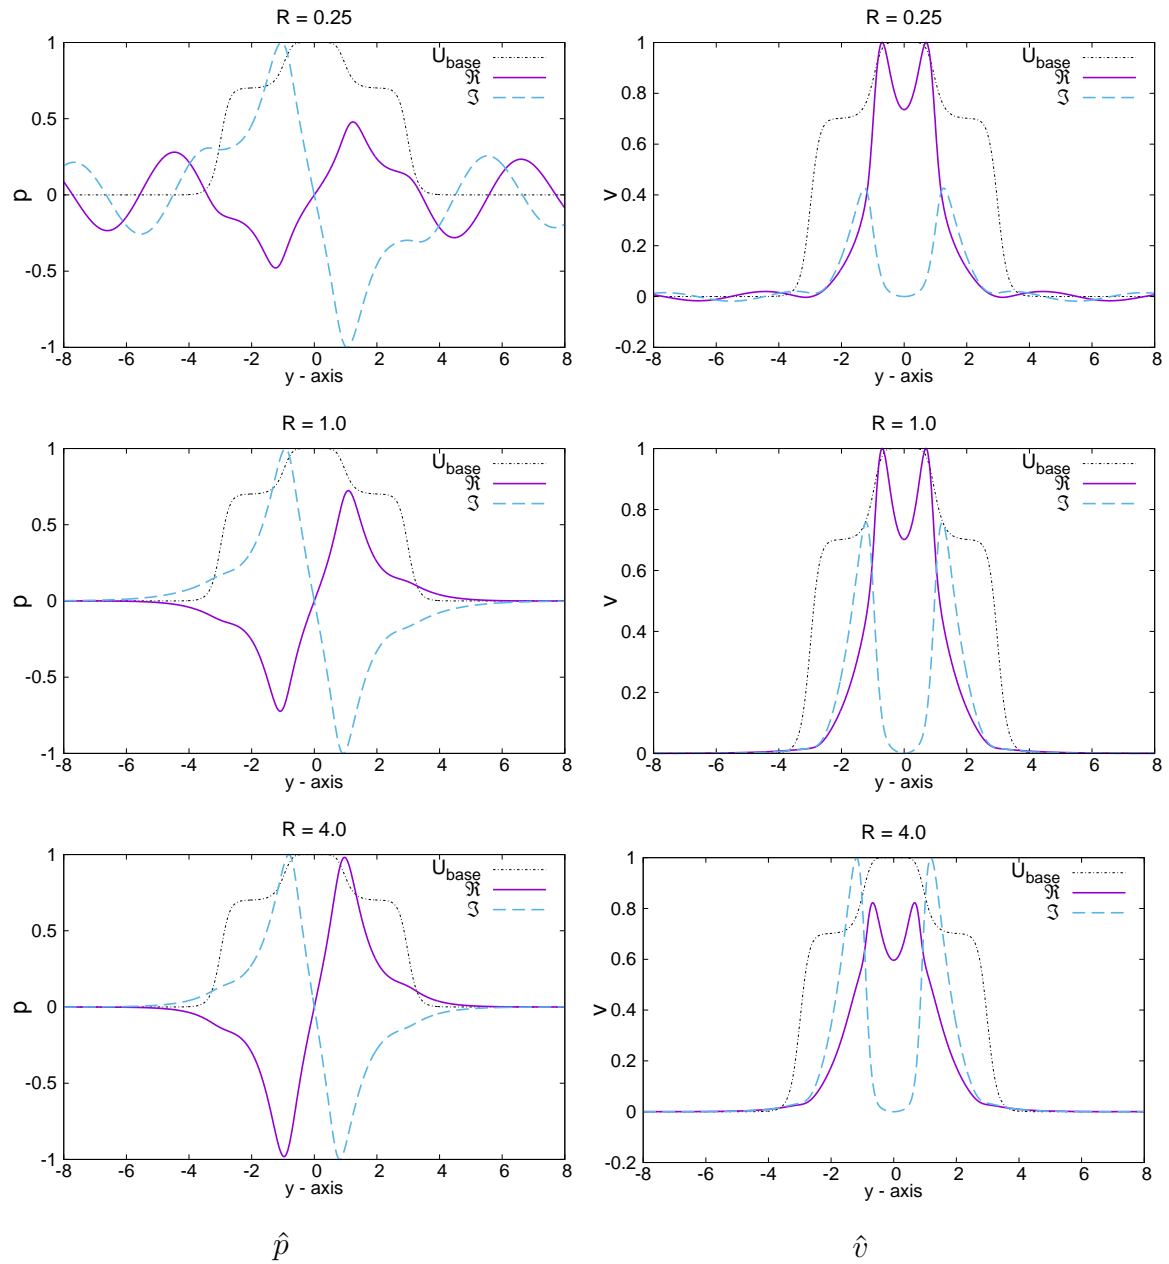 R = 0.25
U_base
ℜ
ℑ
1
0.5
0
-0.5
-1
p
-8 -6 -4 -2 0 2 4 6 8
y - axis
R = 0.25
U_base
ℜ
ℑ
1
0.8
0.6
0.4
0.2
0
-0.2
v
-8 -6 -4 -2 0 2 4 6 8
y - axis
R = 1.0
U_base
ℜ
ℑ
1
0.5
0
-0.5
-1
p
-8 -6 -4 -2 0 2 4 6 8
y - axis
R = 1.0
U_base
ℜ
ℑ
1
0.8
0.6
0.4
0.2
0
v
-8 -6 -4 -2 0 2 4 6 8
y - axis
R = 4.0
U_base
ℜ
ℑ
1
0.5
0
-0.5
-1
p
-8 -6 -4 -2 0 2 4 6 8
y - axis
R = 4.0
U_base
ℜ
ℑ
1
0.8
0.6
0.4
0.2
0
-0.2
v
-8 -6 -4 -2 0 2 4 6 8
y - axis
p̂
v̂